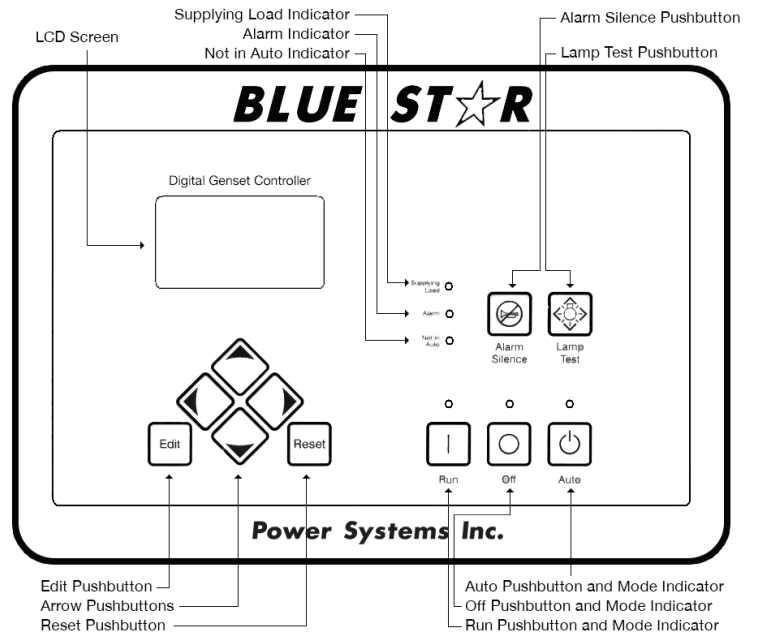 Supplying Load Indicator
Alarm Indicator
Not in Auto Indicator
LCD Screen
Alarm Silence Pushbutton
Lamp Test Pushbutton
BLUE ST☆R
Digital Genset Controller
Supplying
Load
Alarm
Not in
Auto
Alarm
Silence
Lamp
Test
Edit
Reset
Run
Off
Auto
Power Systems Inc.
Edit Pushbutton
Arrow Pushbuttons
Reset Pushbutton
Auto Pushbutton and Mode Indicator
Off Pushbutton and Mode Indicator
Run Pushbutton and Mode Indicator